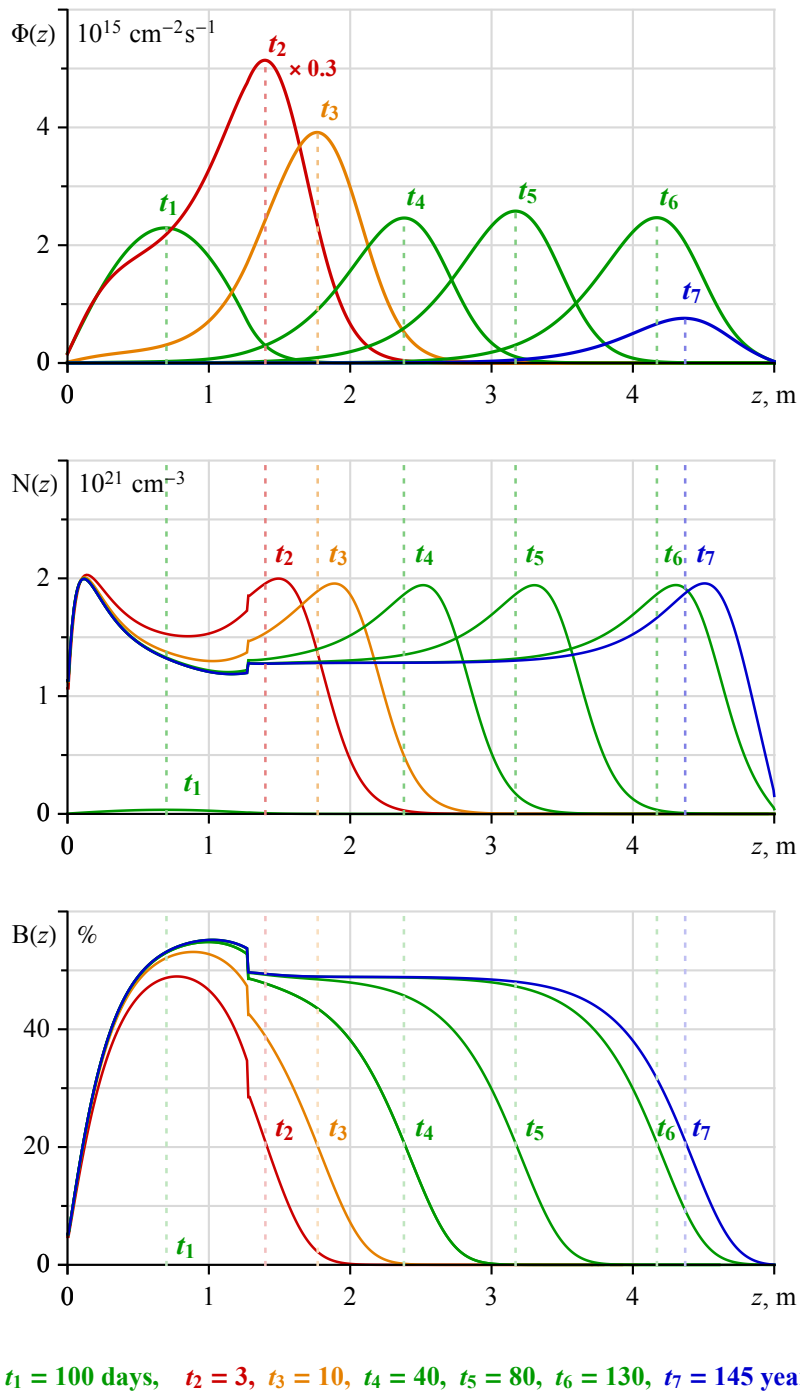 Φ(z) 10¹⁵ cm⁻²s⁻¹
t₂
× 0.3
t₃
t₁ t₄ t₅ t₆
t₇
4
2
0
0 1 2 3 4 z, m
N(z) 10²¹ cm⁻³
t₂ t₃ t₄ t₅ t₆ t₇
2
1
t₁
0
0 1 2 3 4 z, m
B(z) %
40
20
t₂ t₃ t₄ t₅ t₆ t₇
t₁
0
0 1 2 3 4 z, m
t₁ = 100 days, t₂ = 3, t₃ = 10, t₄ = 40, t₅ = 80, t₆ = 130, t₇ = 145 yea